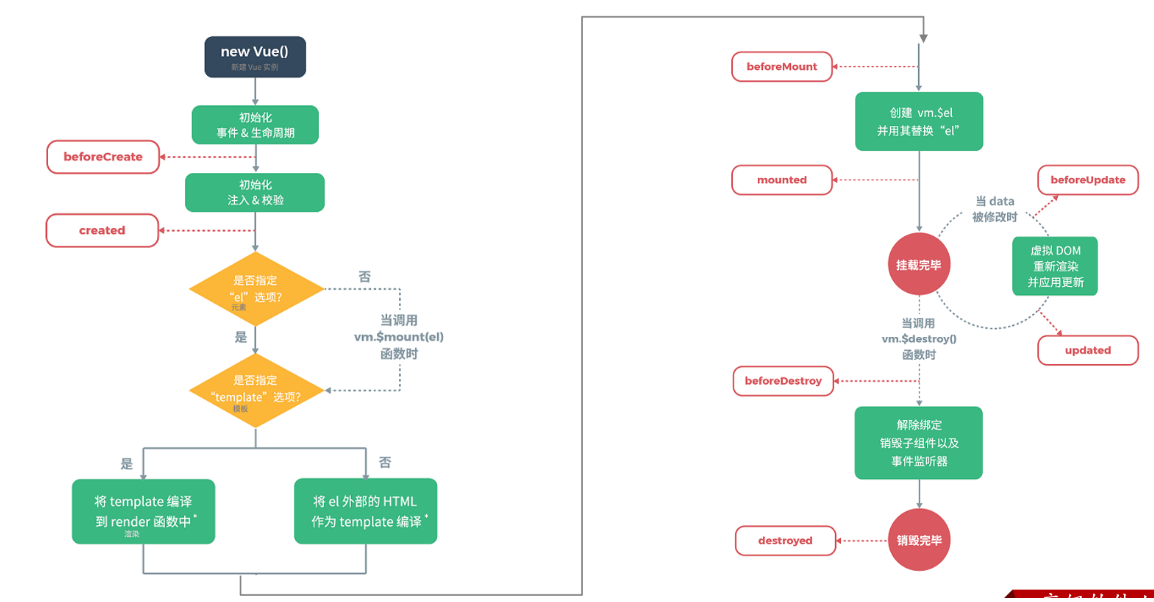 new Vue()
新建 Vue 实例
初始化
事件 & 生命周期
beforeCreate
初始化
注入 & 校验
created
是否指定
“el” 选项?
元素
否
是
当调用
vm.$mount(el)
函数时
是否指定
“template” 选项?
模板
是
否
将 template 编译
到 render 函数中*
渲染
将 el 外部的 HTML
作为 template 编译*
beforeMount
创建 vm.$el
并用其替换 “el”
mounted
beforeUpdate
当 data
被修改时
挂载完毕
虚拟 DOM
重新渲染
并应用更新
updated
当调用
vm.$destroy()
函数时
beforeDestroy
解除绑定
销毁子组件以及
事件监听器
销毁完毕
destroyed